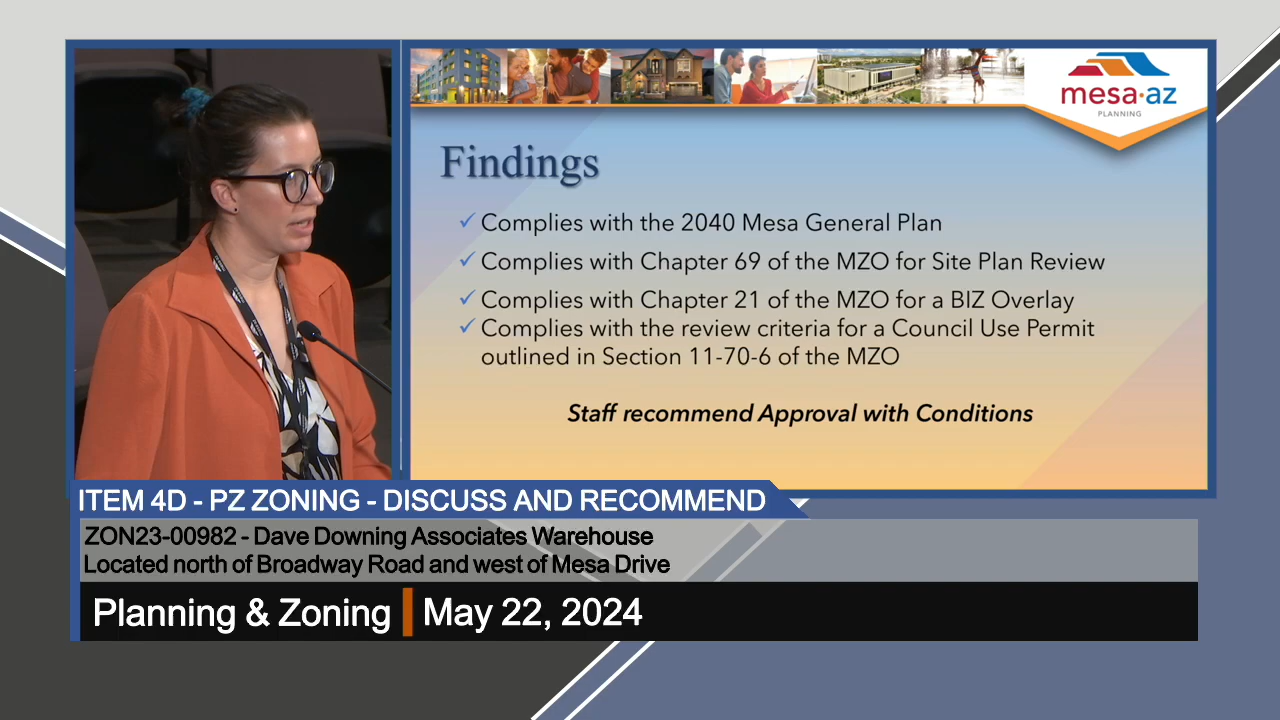 mesa·az
PLANNING
Findings
✓ Complies with the 2040 Mesa General Plan
✓ Complies with Chapter 69 of the MZO for Site Plan Review
✓ Complies with Chapter 21 of the MZO for a BIZ Overlay
✓ Complies with the review criteria for a Council Use Permit
outlined in Section 11-70-6 of the MZO
Staff recommend Approval with Conditions
ITEM 4D - PZ ZONING - DISCUSS AND RECOMMEND
ZON23-00982 - Dave Downing Associates Warehouse
Located north of Broadway Road and west of Mesa Drive
Planning & Zoning | May 22, 2024